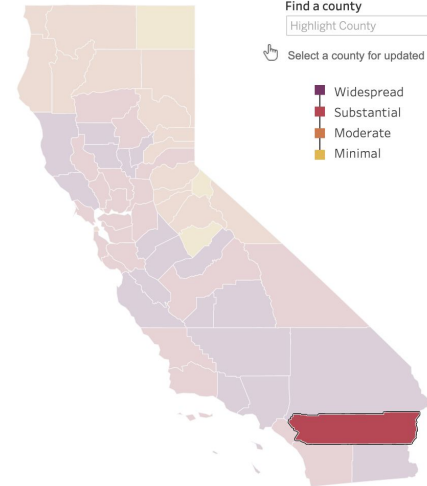 Find a county
Highlight County
Select a county for updated
Widespread
Substantial
Moderate
Minimal